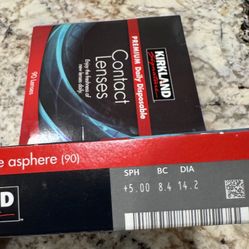 KIRKLAND
Signature
PREMIUM Daily Disposable
Contact
Lenses
Enjoy the freshness of
new lenses daily.
90 Lenses
e asphere (90)
SPH BC DIA
+5.00 8.4 14.2
ND